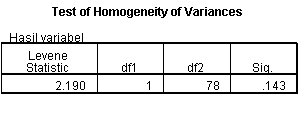 Test of Homogeneity of Variances
Hasil variabel
Levene Statistic df1 df2 Sig.
2.190 1 78 .143